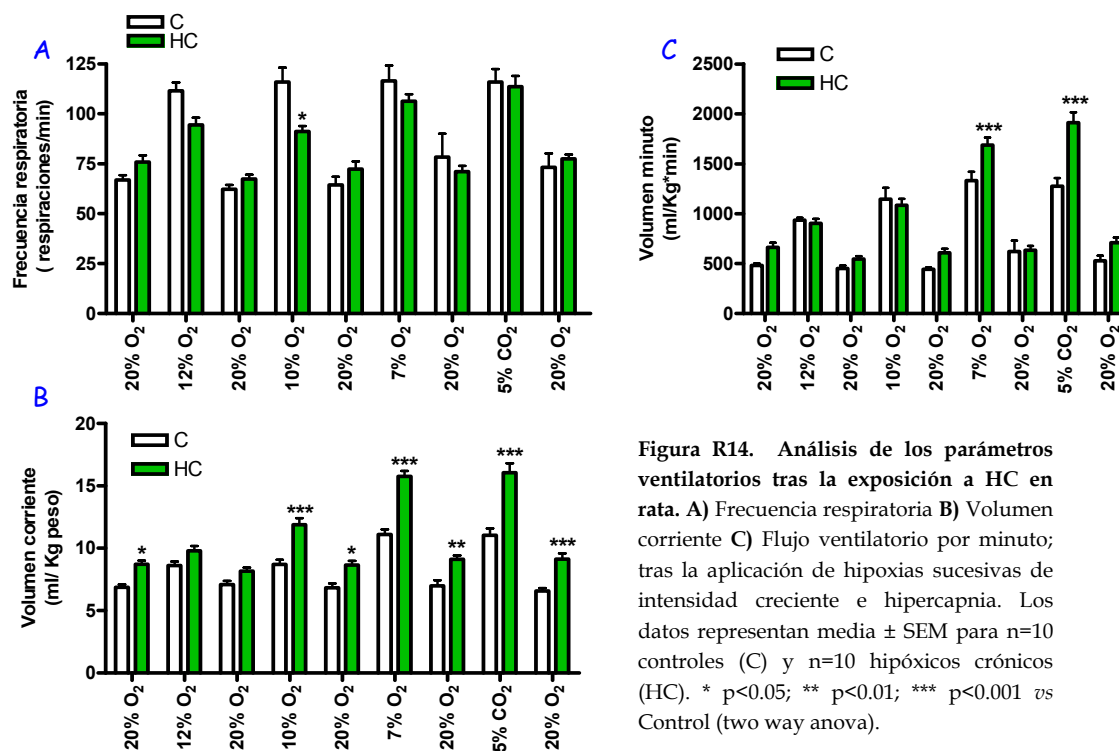 A
C
HC
Frecuencia respiratoria
( respiraciones/min)
125
100
75
50
25
0
20% O2
12% O2
20% O2
10% O2
20% O2
7% O2
20% O2
5% CO2
20% O2
*
C
C
HC
Volumen minuto
(ml/Kg*min)
2500
2000
1500
1000
500
0
20% O2
12% O2
20% O2
10% O2
20% O2
7% O2
20% O2
5% CO2
20% O2
***
***
B
C
HC
Volumen corriente
(ml/ Kg peso)
20
15
10
5
0
20% O2
12% O2
20% O2
10% O2
20% O2
7% O2
20% O2
5% CO2
20% O2
*
***
*
***
**
***
***
Figura R14. Análisis de los parámetros
ventilatorios tras la exposición a HC en
rata. A) Frecuencia respiratoria B) Volumen
corriente C) Flujo ventilatorio por minuto;
tras la aplicación de hipoxias sucesivas de
intensidad creciente e hipercapnia. Los
datos representan media ± SEM para n=10
controles (C) y n=10 hipóxicos crónicos
(HC). * p<0.05; ** p<0.01; *** p<0.001 vs
Control (two way anova).